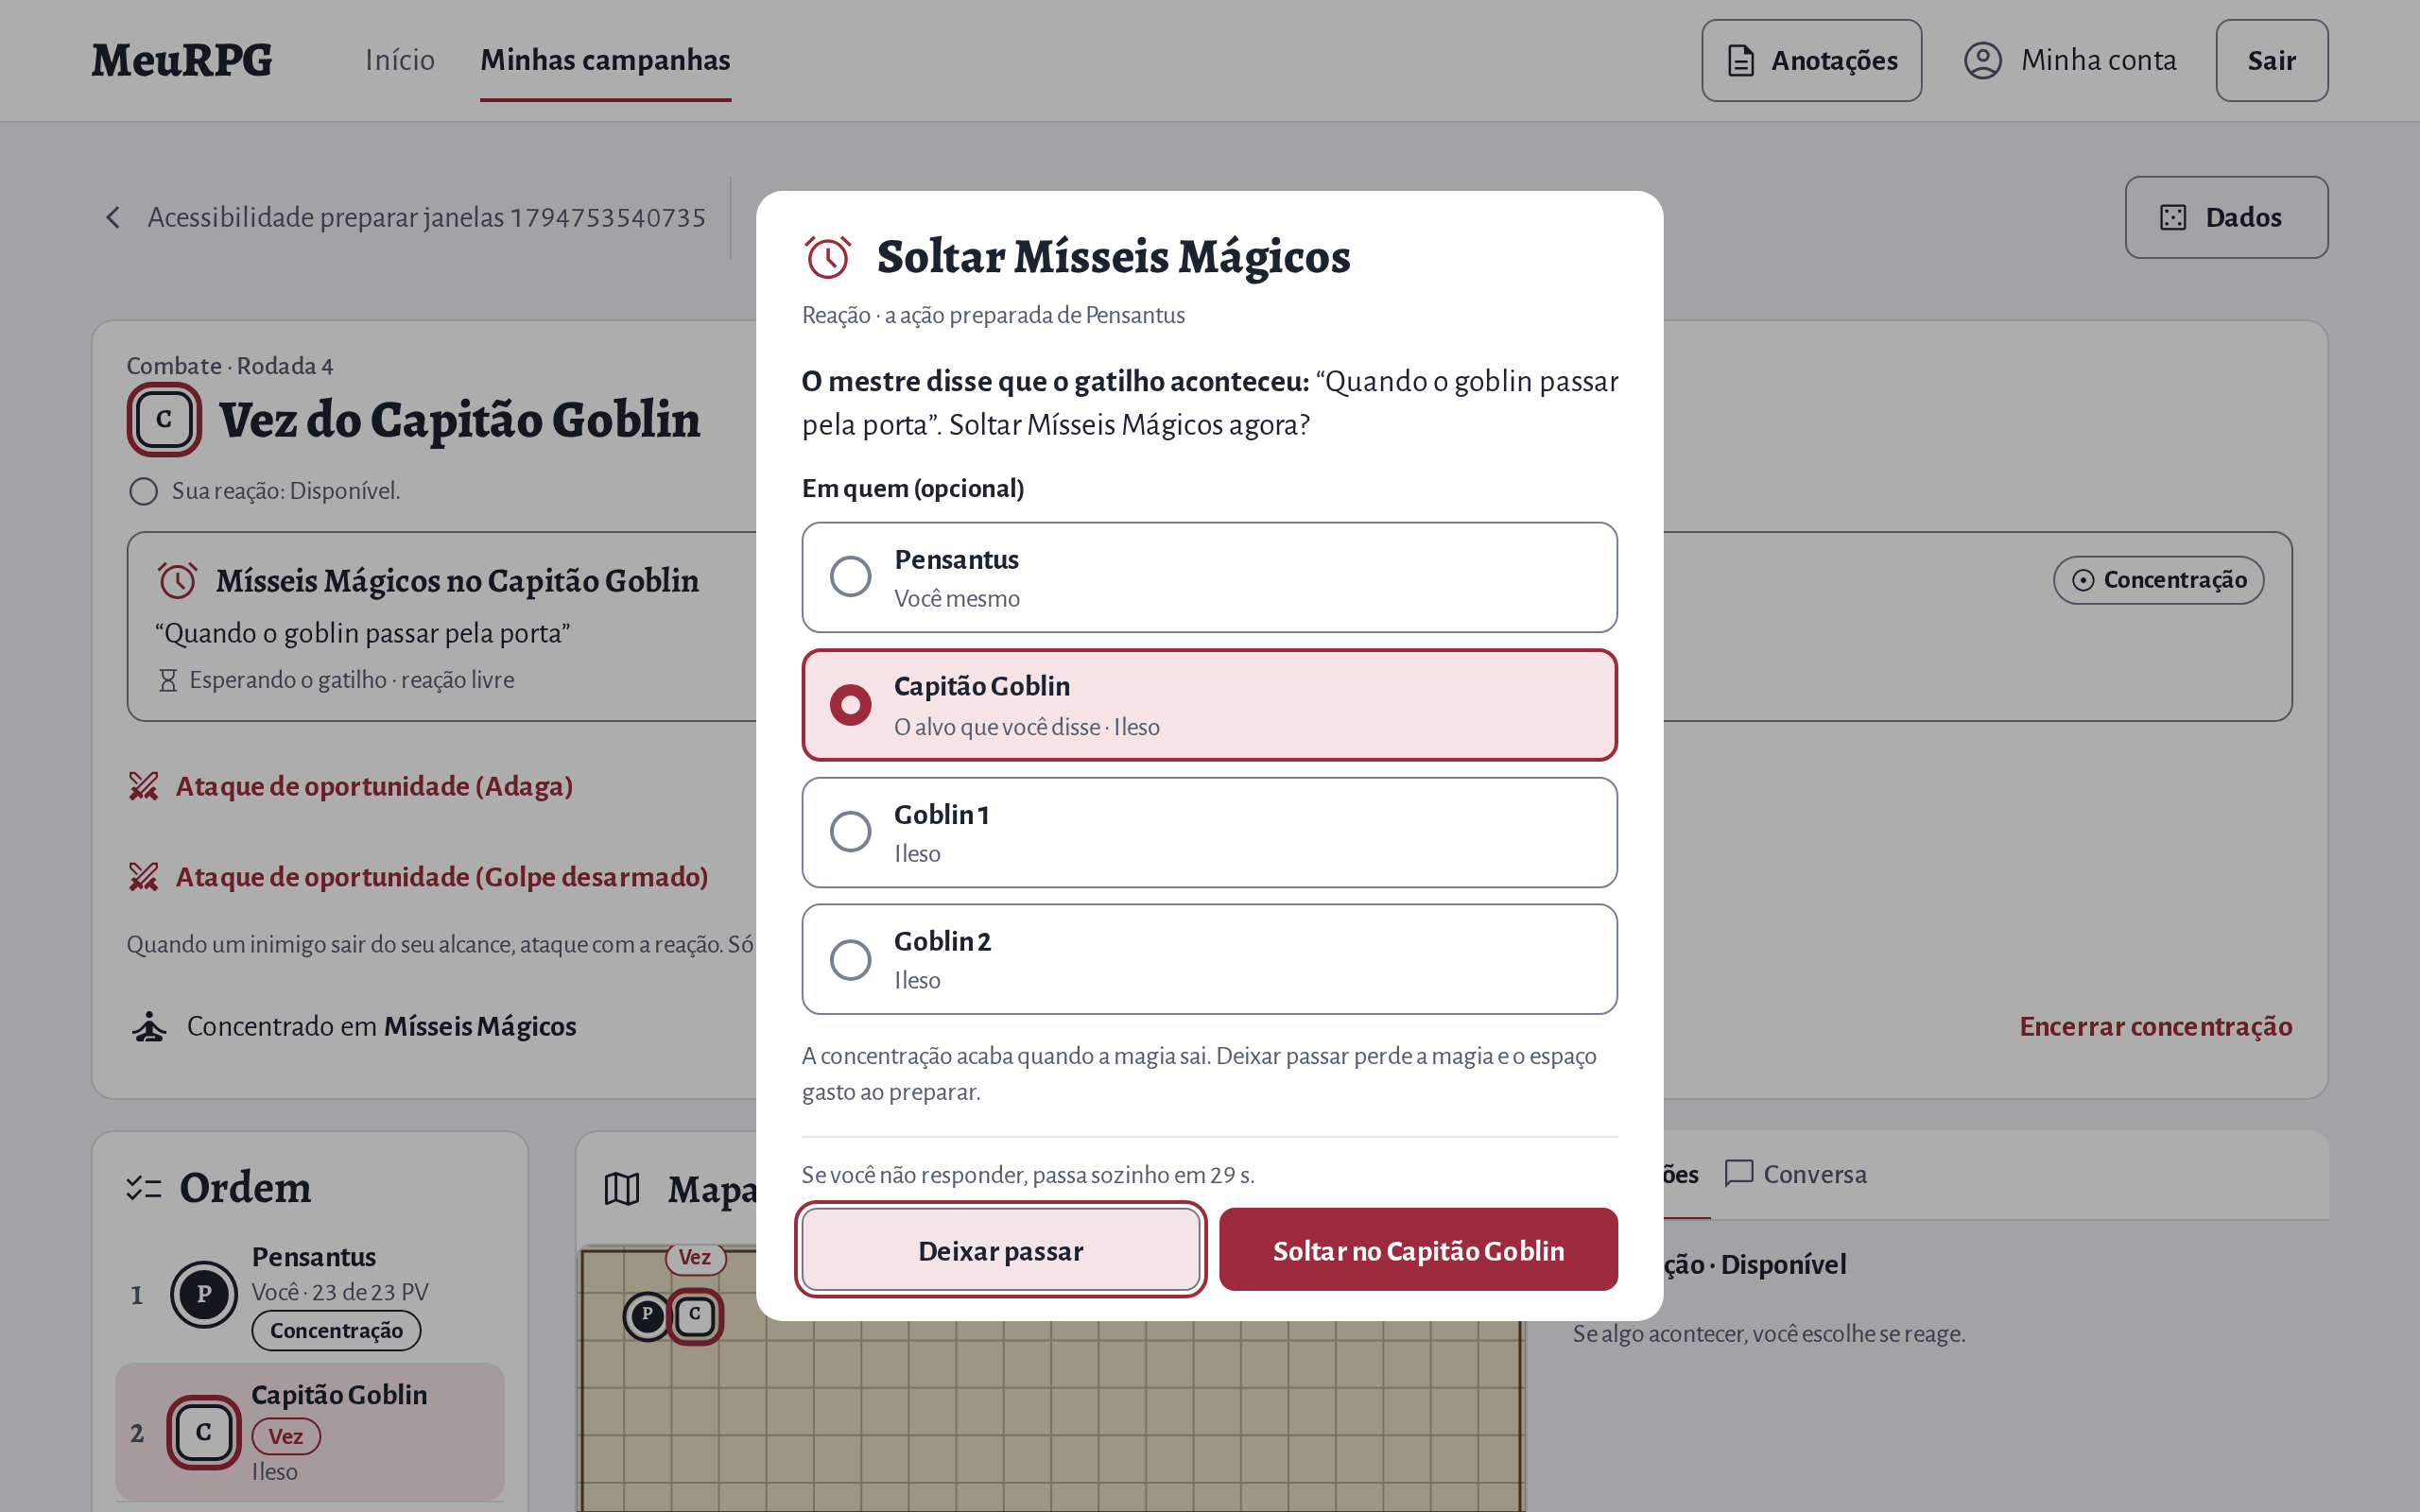 MeuRPG
Início
Minhas campanhas
Anotações
Minha conta
Sair
Acessibilidade preparar janelas 1794753540735
Dados
Combate · Rodada 4
C
Vez do Capitão Goblin
Sua reação: Disponível.
Mísseis Mágicos no Capitão Goblin
Concentração
“Quando o goblin passar pela porta”
Esperando o gatilho · reação livre
Ataque de oportunidade (Adaga)
Ataque de oportunidade (Golpe desarmado)
Quando um inimigo sair do seu alcance, ataque com a reação. Só
Concentrado em Mísseis Mágicos
Encerrar concentração
Soltar Mísseis Mágicos
Reação · a ação preparada de Pensantus
O mestre disse que o gatilho aconteceu: “Quando o goblin passar
pela porta”. Soltar Mísseis Mágicos agora?
Em quem (opcional)
Pensantus
Você mesmo
Capitão Goblin
O alvo que você disse · Ileso
Goblin 1
Ileso
Goblin 2
Ileso
A concentração acaba quando a magia sai. Deixar passar perde a magia e o espaço
gasto ao preparar.
Se você não responder, passa sozinho em 29 s.
Deixar passar
Soltar no Capitão Goblin
Ordem
1
P
Pensantus
Você · 23 de 23 PV
Concentração
2
C
Capitão Goblin
Vez
Ileso
Mapa
Vez
P
C
ões
Conversa
ção · Disponível
Se algo acontecer, você escolhe se reage.